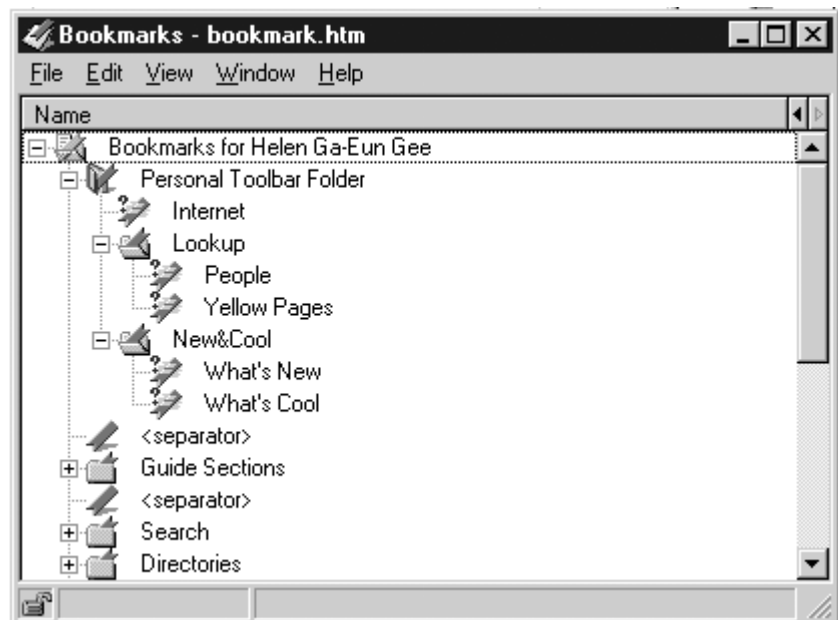 Bookmarks - bookmark.htm
File Edit View Window Help
Name
Bookmarks for Helen Ga-Eun Gee
Personal Toolbar Folder
Internet
Lookup
People
Yellow Pages
New&Cool
What's New
What's Cool
<separator>
Guide Sections
<separator>
Search
Directories